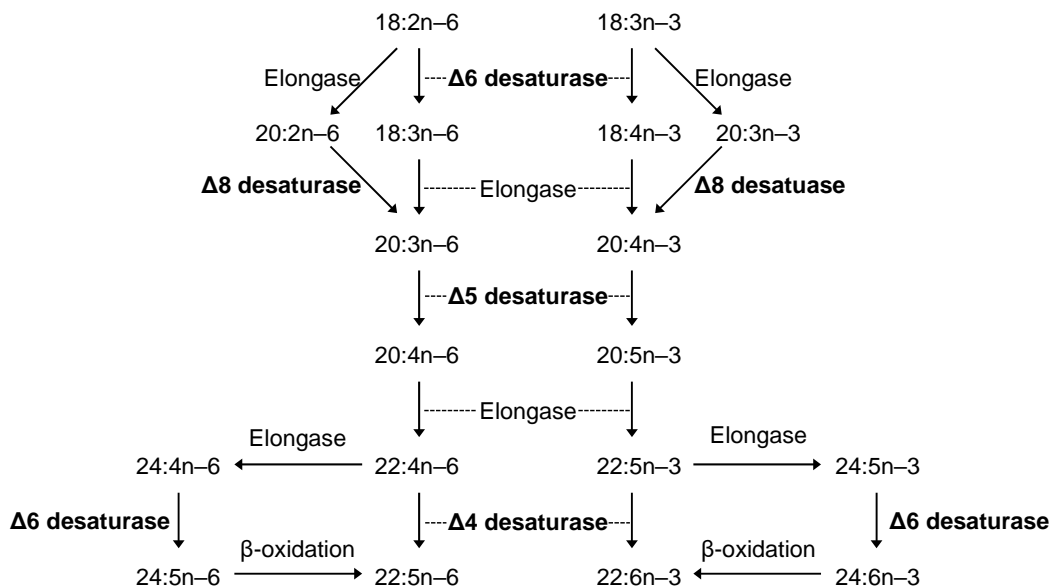 18:2n–6 18:3n–3
Elongase Δ6 desaturase Elongase
20:2n–6 18:3n–6 18:4n–3 20:3n–3
Δ8 desaturase Elongase Δ8 desatuase
20:3n–6 20:4n–3
Δ5 desaturase
20:4n–6 20:5n–3
Elongase
Elongase Elongase
24:4n–6 22:4n–6 22:5n–3 24:5n–3
Δ6 desaturase Δ4 desaturase Δ6 desaturase
β-oxidation β-oxidation
24:5n–6 22:5n–6 22:6n–3 24:6n–3